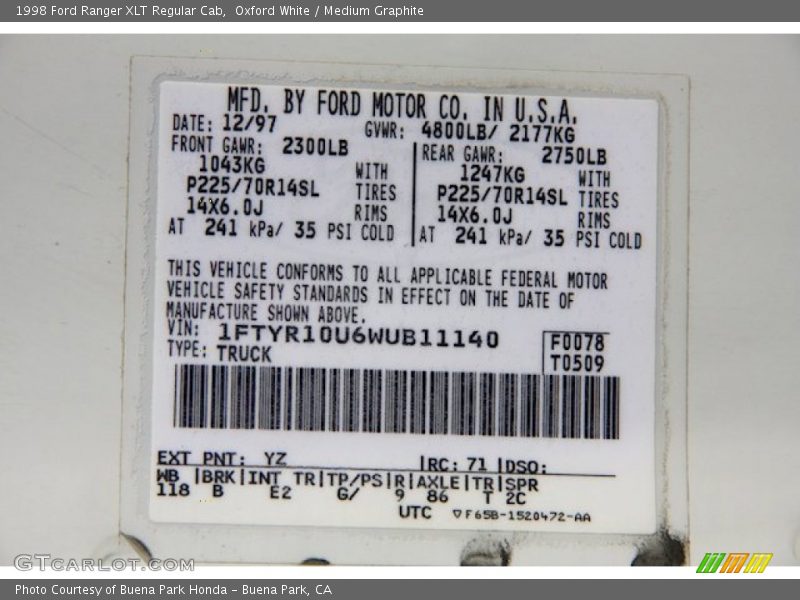 1998 Ford Ranger XLT Regular Cab,  Oxford White / Medium Graphite
MFD. BY FORD MOTOR CO. IN U.S.A.
DATE: 12/97 GVWR: 4800LB/ 2177KG
FRONT GAWR: 2300LB REAR GAWR: 2750LB
1043KG WITH 1247KG WITH
P225/70R14SL TIRES P225/70R14SL TIRES
14X6.0J RIMS 14X6.0J RIMS
AT 241 kPa/ 35 PSI COLD AT 241 kPa/ 35 PSI COLD
THIS VEHICLE CONFORMS TO ALL APPLICABLE FEDERAL MOTOR
VEHICLE SAFETY STANDARDS IN EFFECT ON THE DATE OF
MANUFACTURE SHOWN ABOVE.
VIN: 1FTYR10U6WUB11140 F0078
TYPE: TRUCK T0509
EXT PNT: YZ RC: 71 DSO:
WB BRK INT TR TP/PS R AXLE TR SPR
118 B E2 G/ 9 86 T 2C
UTC ▽F65B-1520472-AA
GTCarLot.com
Photo Courtesy of Buena Park Honda - Buena Park, CA